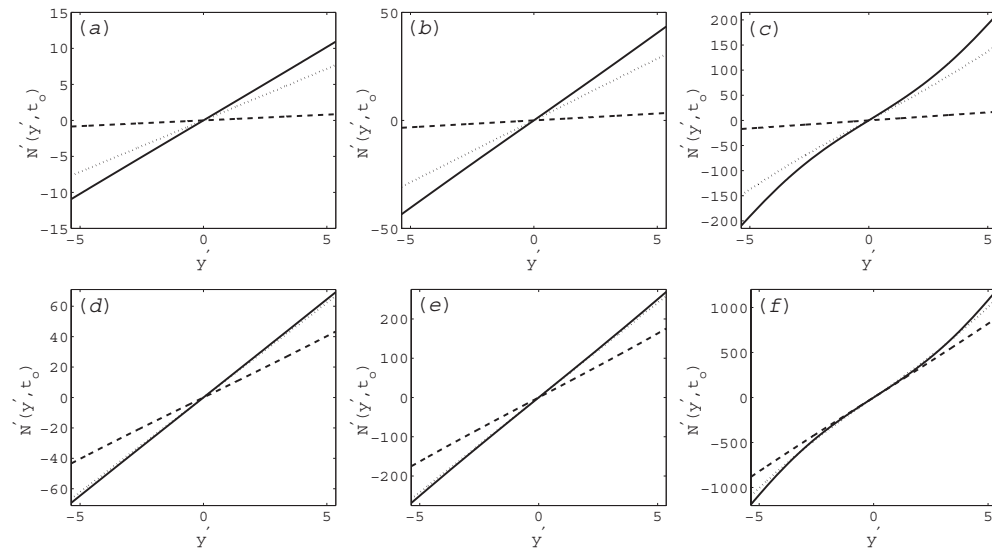 (a)
15
10
5
0
−5
−10
−15
N′(y′,t_o)
−5 0 5
y′
(b)
50
0
−50
N′(y′,t_o)
−5 0 5
y′
(c)
200
150
100
50
0
−50
−100
−150
−200
N′(y′,t_o)
−5 0 5
y′
(d)
60
40
20
0
−20
−40
−60
N′(y′,t_o)
−5 0 5
y′
(e)
200
100
0
−100
−200
N′(y′,t_o)
−5 0 5
y′
(f)
1000
500
0
−500
−1000
N′(y′,t_o)
−5 0 5
y′